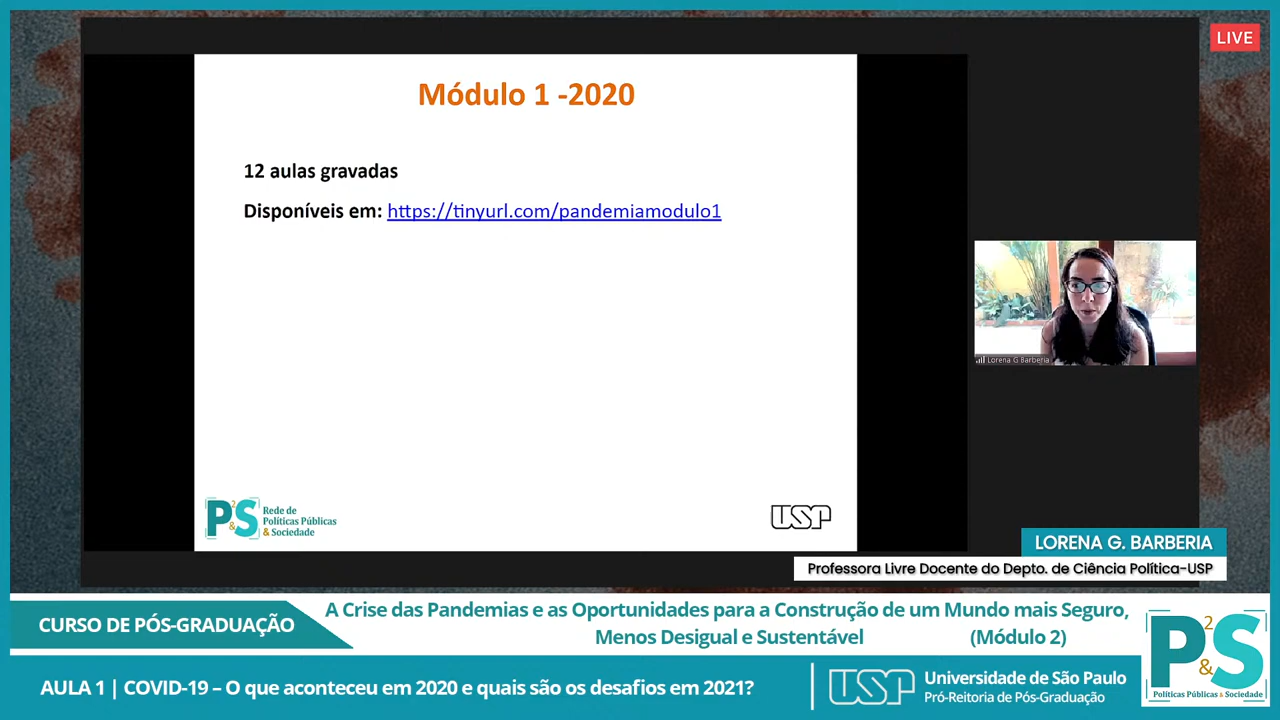 LIVE
Módulo 1 -2020
12 aulas gravadas
Disponíveis em: https://tinyurl.com/pandemiamodulo1
P2&S
Rede de
Políticas Públicas
& Sociedade
USP
Lorena G Barberia
LORENA G. BARBERIA
Professora Livre Docente do Depto. de Ciência Política-USP
CURSO DE PÓS-GRADUAÇÃO
A Crise das Pandemias e as Oportunidades para a Construção de um Mundo mais Seguro,
Menos Desigual e Sustentável (Módulo 2)
AULA 1 | COVID-19 – O que aconteceu em 2020 e quais são os desafios em 2021?
USP
Universidade de São Paulo
Pró-Reitoria de Pós-Graduação
P2&S
Políticas Públicas & Sociedade